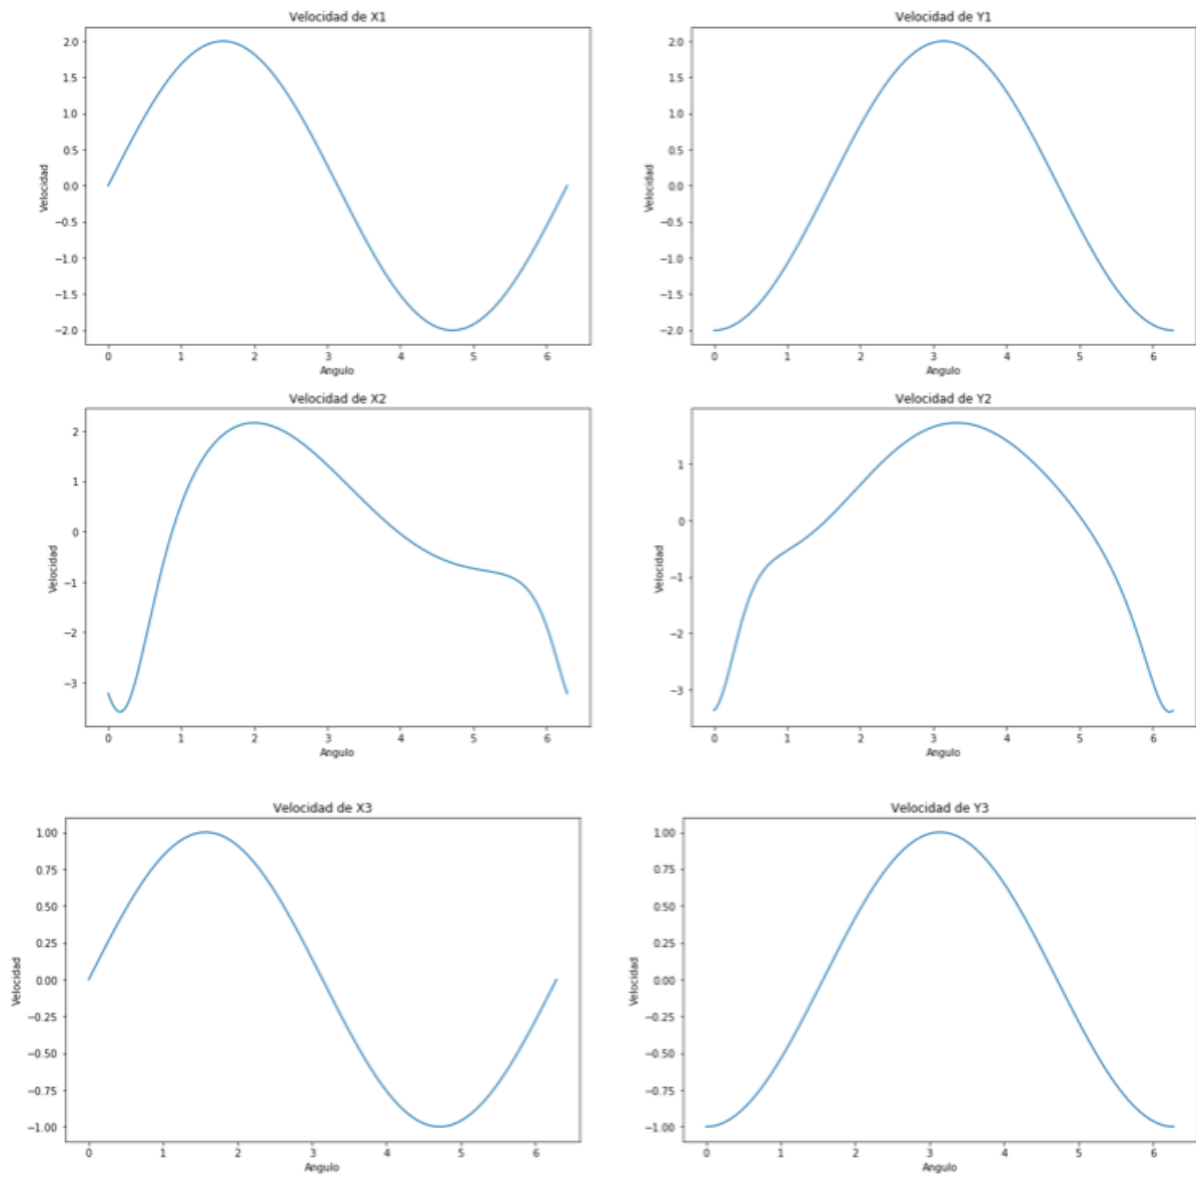 Velocidad de X1
2.0
1.5
1.0
0.5
0.0
−0.5
−1.0
−1.5
−2.0
Velocidad
0 1 2 3 4 5 6
Angulo
Velocidad de Y1
2.0
1.5
1.0
0.5
0.0
−0.5
−1.0
−1.5
−2.0
Velocidad
0 1 2 3 4 5 6
Angulo
Velocidad de X2
2
1
0
−1
−2
−3
Velocidad
0 1 2 3 4 5 6
Angulo
Velocidad de Y2
1
0
−1
−2
−3
Velocidad
0 1 2 3 4 5 6
Angulo
Velocidad de X3
1.00
0.75
0.50
0.25
0.00
−0.25
−0.50
−0.75
−1.00
Velocidad
0 1 2 3 4 5 6
Angulo
Velocidad de Y3
1.00
0.75
0.50
0.25
0.00
−0.25
−0.50
−0.75
−1.00
Velocidad
0 1 2 3 4 5 6
Angulo